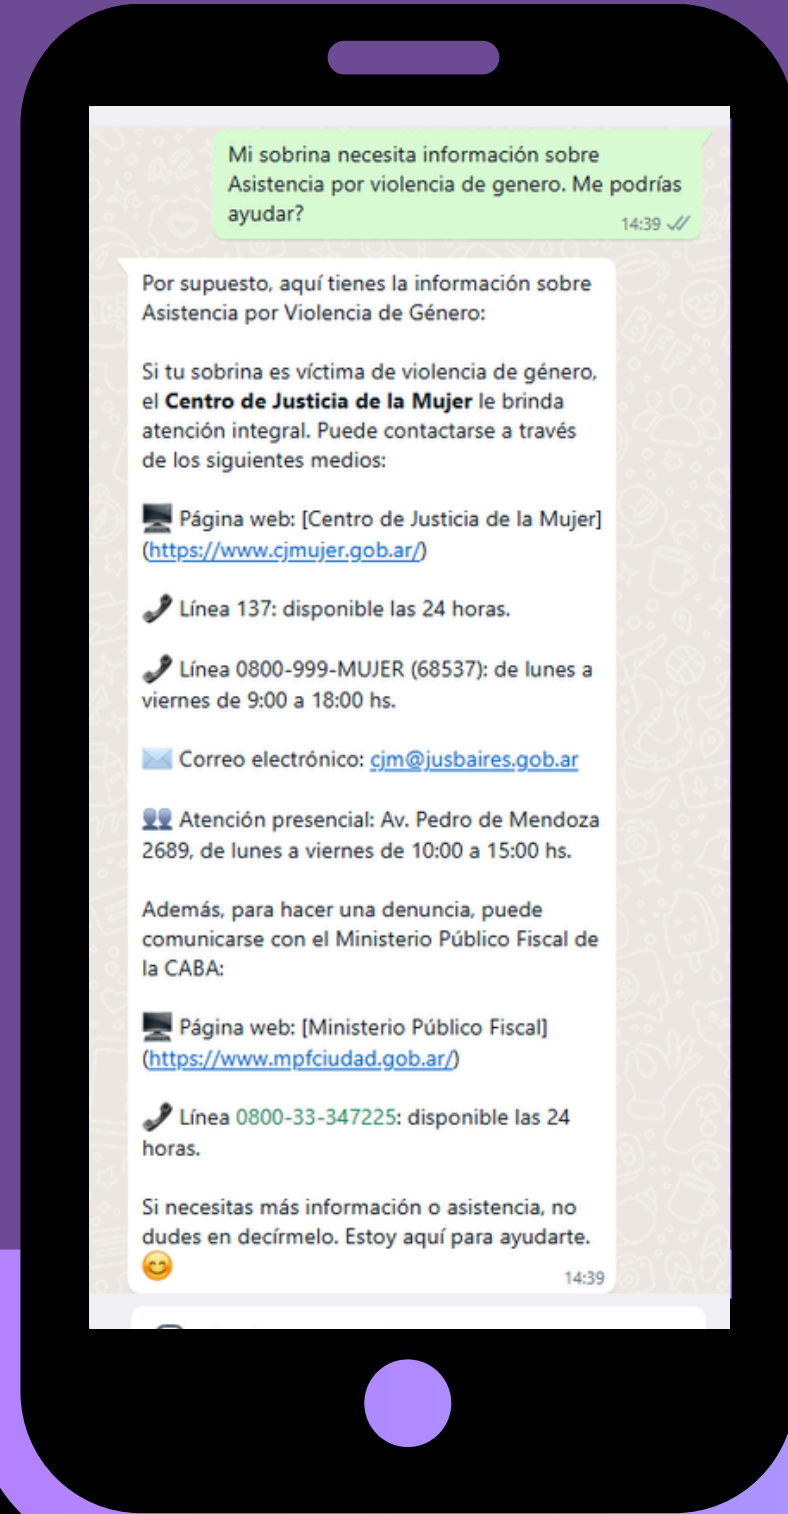 Mi sobrina necesita información sobre
Asistencia por violencia de genero. Me podrías
ayudar?
14:39
Por supuesto, aquí tienes la información sobre
Asistencia por Violencia de Género:
Si tu sobrina es víctima de violencia de género,
el Centro de Justicia de la Mujer le brinda
atención integral. Puede contactarse a través
de los siguientes medios:
Página web: [Centro de Justicia de la Mujer]
(https://www.cjmujer.gob.ar/)
Línea 137: disponible las 24 horas.
Línea 0800-999-MUJER (68537): de lunes a
viernes de 9:00 a 18:00 hs.
Correo electrónico: cjm@jusbaires.gob.ar
Atención presencial: Av. Pedro de Mendoza
2689, de lunes a viernes de 10:00 a 15:00 hs.
Además, para hacer una denuncia, puede
comunicarse con el Ministerio Público Fiscal de
la CABA:
Página web: [Ministerio Público Fiscal]
(https://www.mpfciudad.gob.ar/)
Línea 0800-33-347225: disponible las 24
horas.
Si necesitas más información o asistencia, no
dudes en decírmelo. Estoy aquí para ayudarte.
14:39